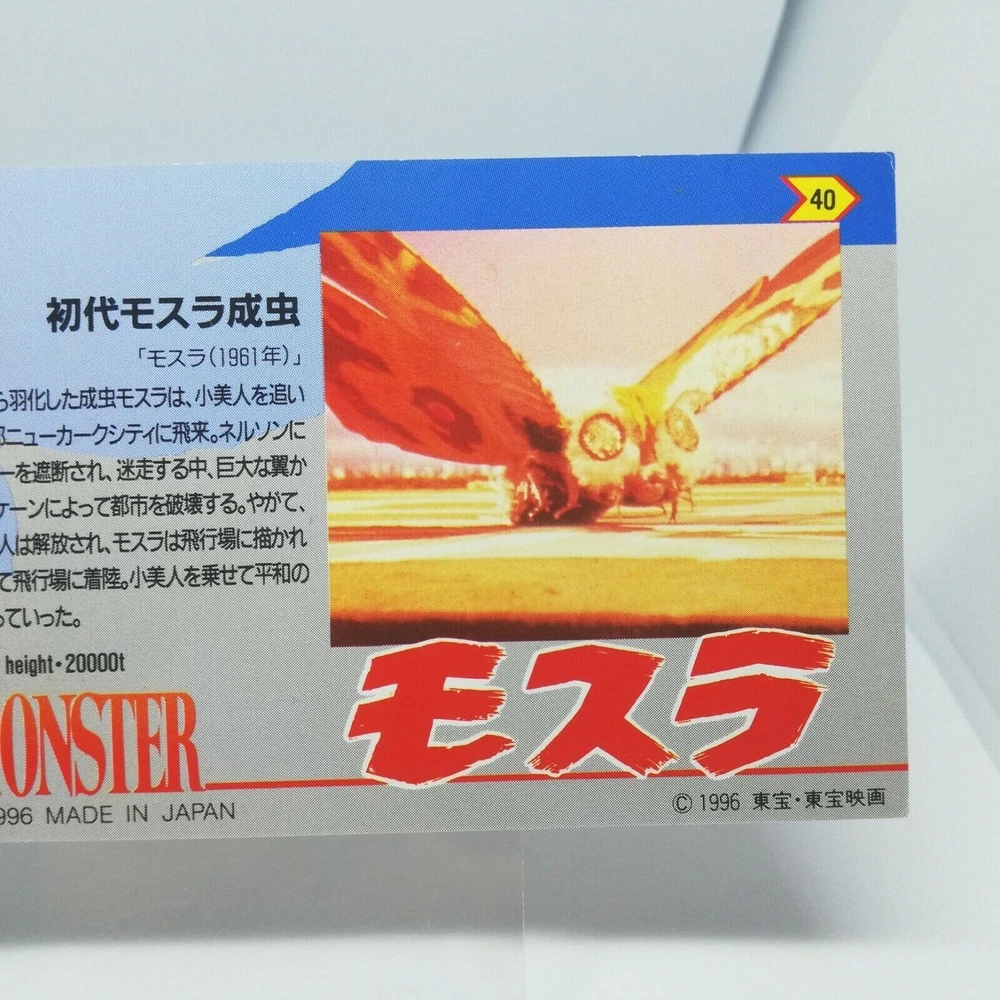 40
初代モスラ成虫
「モスラ(1961年)」
羽化した成虫モスラは、小美人を追い
ニューカークシティに飛来。ネルソンに
ーを遮断され、迷走する中、巨大な翼か
ケーンによって都市を破壊する。やがて、
人は解放され、モスラは飛行場に描かれ
て飛行場に着陸。小美人を乗せて平和の
っていった。
height・20000t
ONSTER
モスラ
996 MADE IN JAPAN
© 1996 東宝・東宝映画